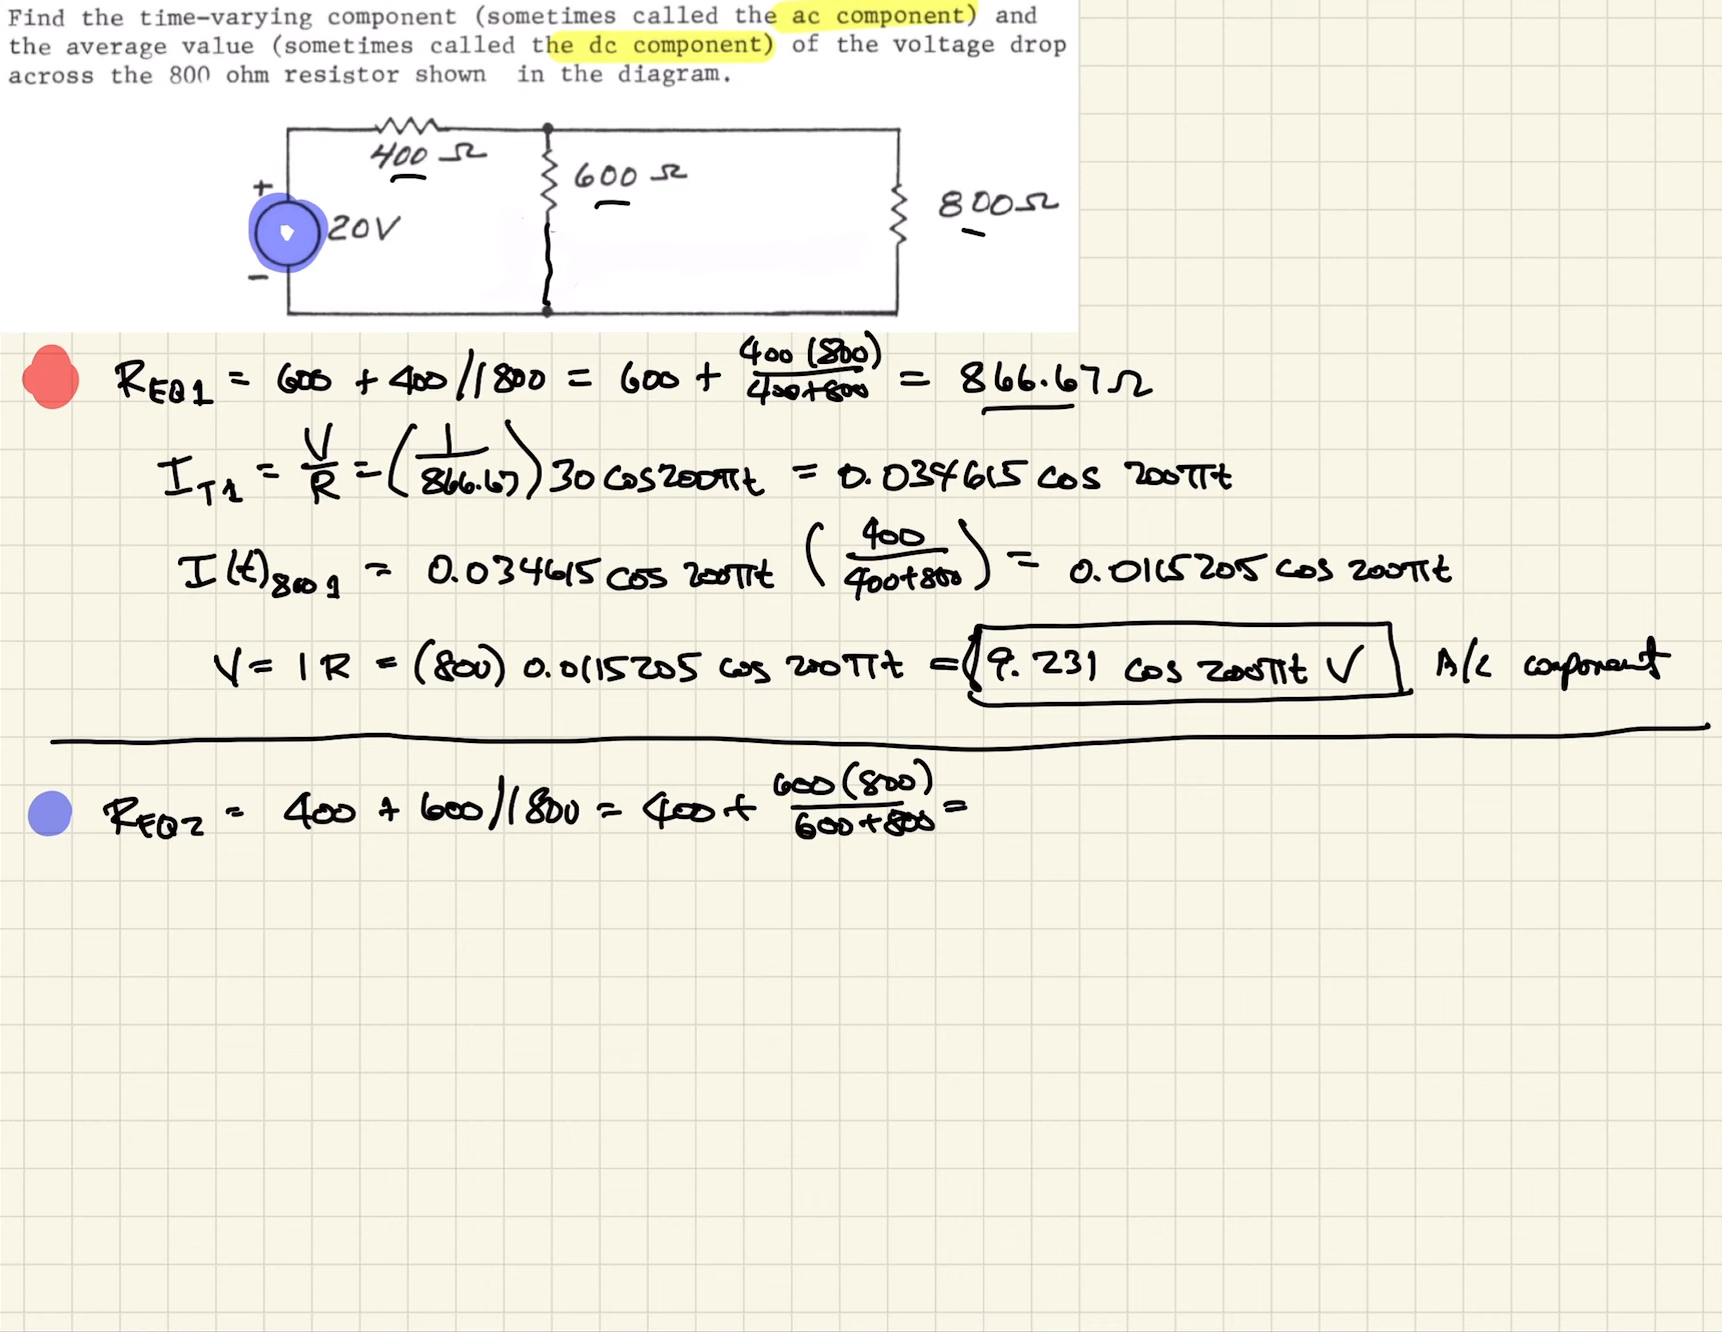 Find the time-varying component (sometimes called the ac component) and
the average value (sometimes called the dc component) of the voltage drop
across the 800 ohm resistor shown in the diagram.
400 Ω
600 Ω
800Ω
+
20V
-
REQ1 = 600 + 400//800 = 600 + 400 (800) / 400+800 = 866.67Ω
IT1 = V/R = (1/866.67) 30 cos 200πt = 0.034615 cos 200πt
I(t)800 1 = 0.034615 cos 200πt (400/400+800) = 0.0115205 cos 200πt
V = IR = (800) 0.0115205 cos 200πt = 9.231 cos 200πt V A/C component
REQ2 = 400 + 600//800 = 400 + 600(800)/600+800 =